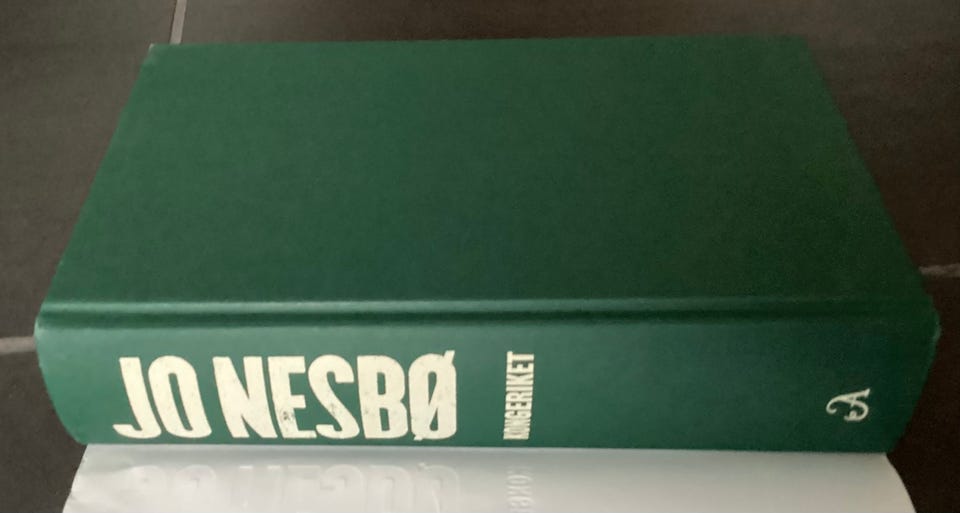 JO NESBØ
KONGERIKET
A